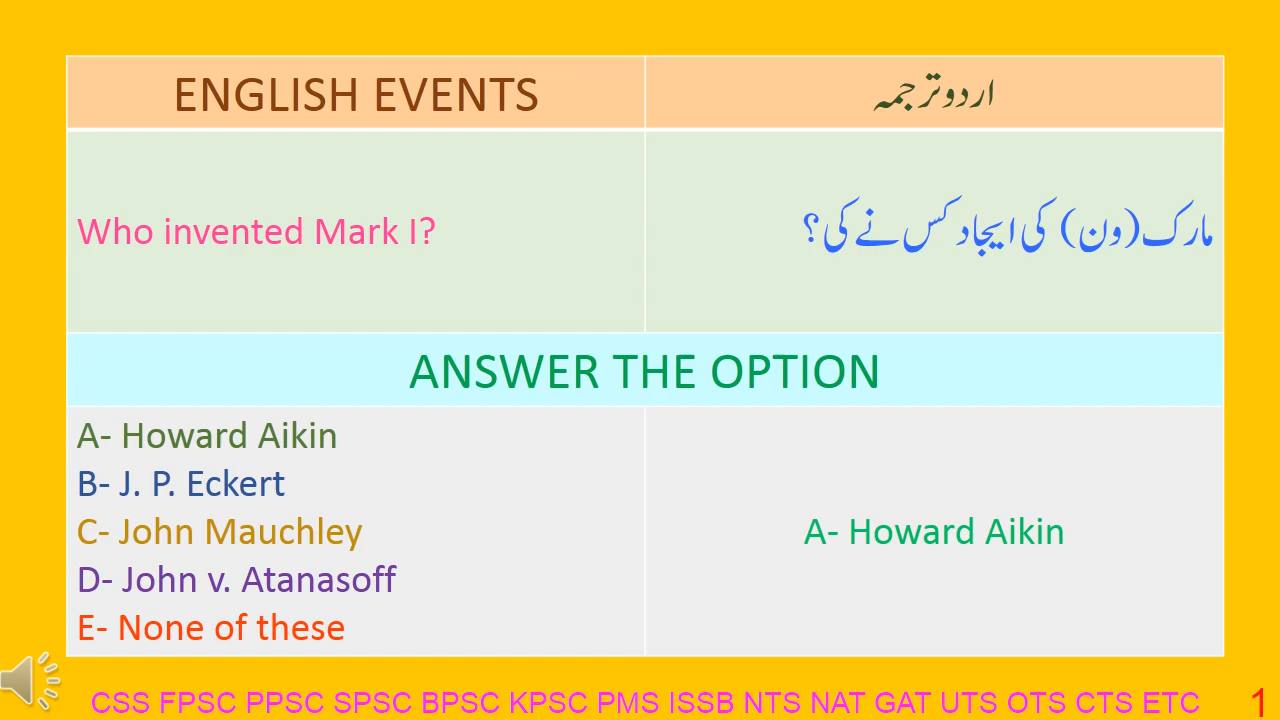 ENGLISH EVENTS
اردو ترجمہ
Who invented Mark I?
مارک (ون) کی ایجاد کس نے کی؟
ANSWER THE OPTION
A- Howard Aikin
B- J. P. Eckert
C- John Mauchley
D- John v. Atanasoff
E- None of these
A- Howard Aikin
CSS FPSC PPSC SPSC BPSC KPSC PMS ISSB NTS NAT GAT UTS OTS CTS ETC
1